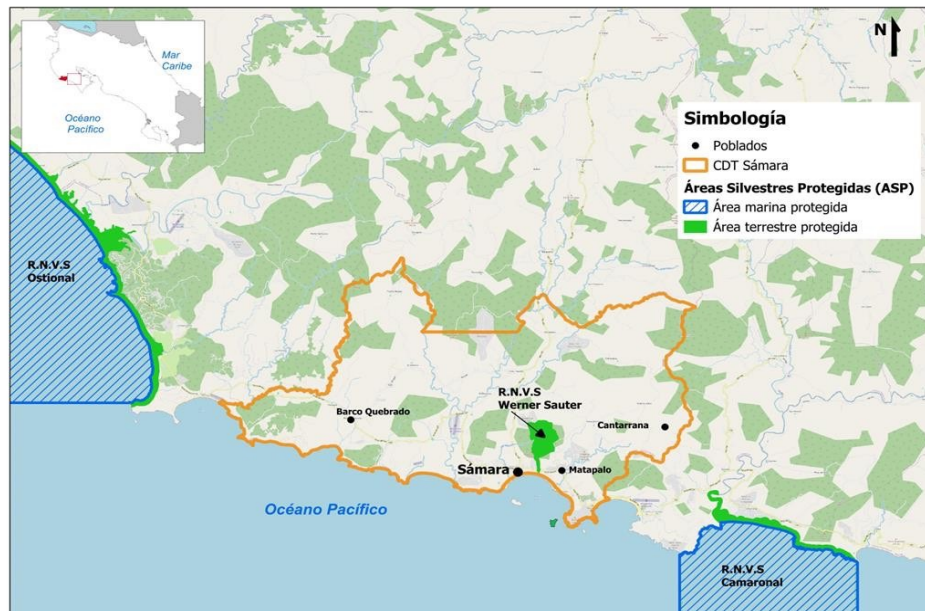 Mar
Caribe
Océano
Pacífico
N
Simbología
Poblados
CDT Sámara
Áreas Silvestres Protegidas (ASP)
Área marina protegida
Área terrestre protegida
R.N.V.S
Ostional
R.N.V.S
Werner Sauter
Barco Quebrado
Cantarrana
Sámara
Matapalo
Océano Pacífico
R.N.V.S
Camaronal